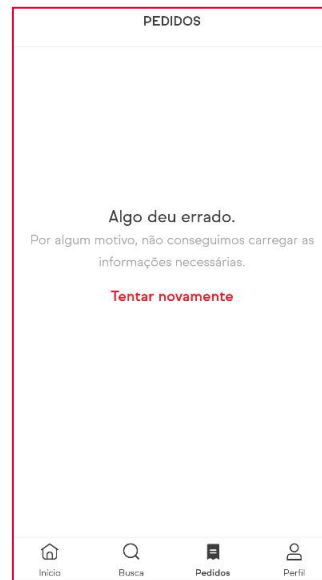 PEDIDOS
Algo deu errado.
Por algum motivo, não conseguimos carregar as
informações necessárias.
Tentar novamente
Início
Busca
Pedidos
Perfil